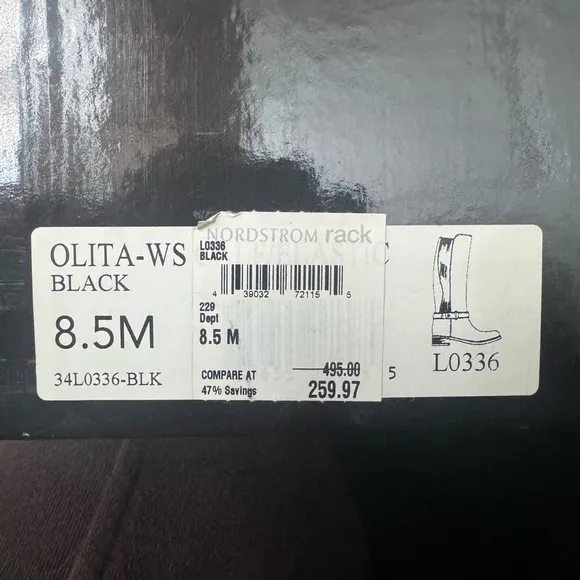 OLITA-WS
BLACK
8.5M
34L0336-BLK
NORDSTROM rack
L0336
BLACK
ELASTIC
4 39032 72115 5
229
Dept
8.5 M
COMPARE AT 495.00
47% Savings 259.97
C
5
L0336